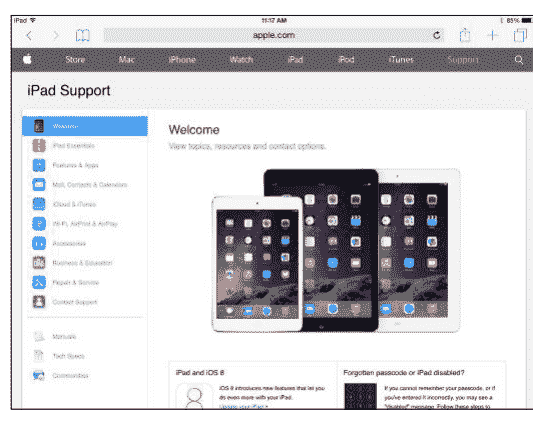 iPad
11:17 AM
85%
apple.com
Store
Mac
iPhone
Watch
iPad
iPod
iTunes
Support
iPad Support
Welcome
iPad Essentials
Features & Apps
Mail, Contacts & Calendars
iCloud & iTunes
Wi-Fi, AirPrint & AirPlay
Accessories
Business & Education
Repair & Service
Contact Support
Manuals
Tech Specs
Communities
Welcome
View topics, resources and contact options.
iPad and iOS 8
iOS 8 introduces new features that let you
do even more with your iPad.
Update your iPad
Forgotten passcode or iPad disabled?
If you cannot remember your passcode, or if
you've entered it incorrectly, you may see a
"disabled" message. Follow these steps to